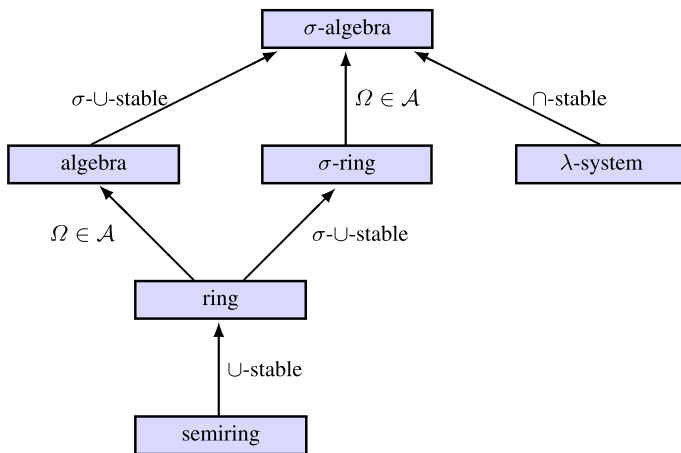 σ-algebra
σ-∪-stable
Ω ∈ 𝒜
∩-stable
algebra
σ-ring
λ-system
Ω ∈ 𝒜
σ-∪-stable
ring
∪-stable
semiring